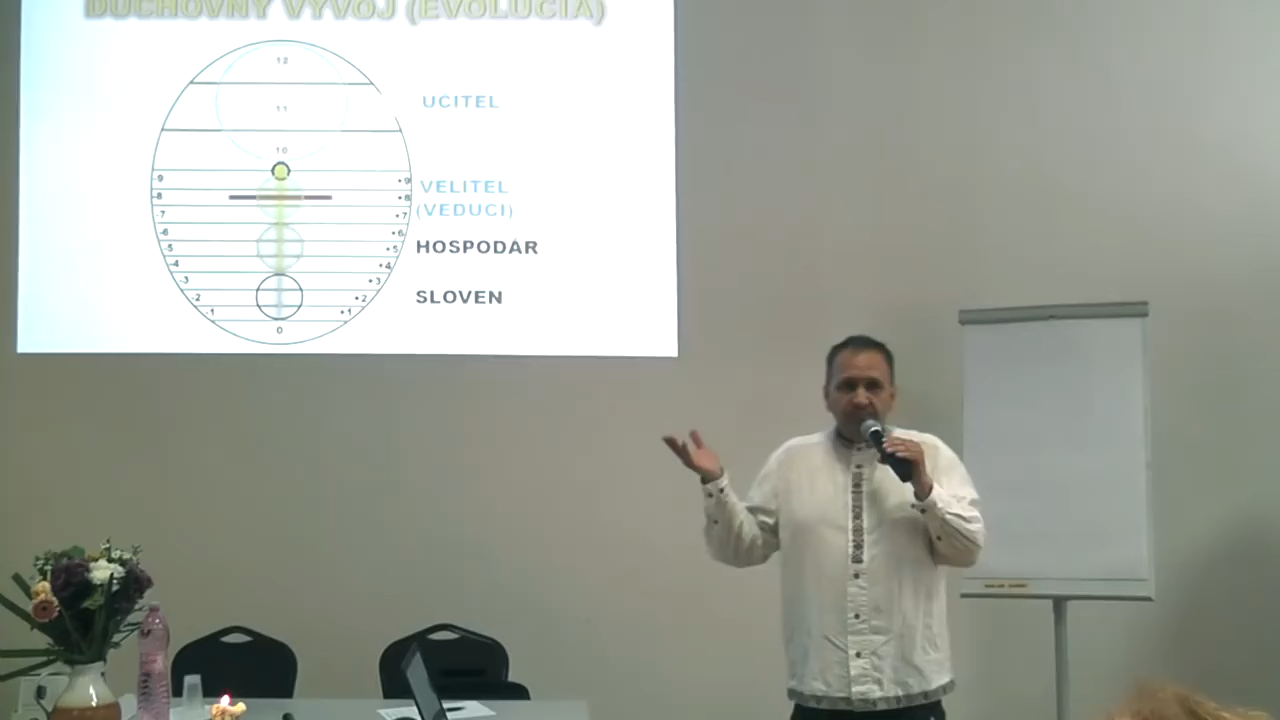 DUCHOVNÝ VÝVOJ (EVOLÚCIA)
12
11
10
UCITEL
-9 +9
-8 +8
VELITEL
-7 +7
(VEDUCI)
-6 +6
-5 +5
HOSPODÁR
-4 +4
-3 +3
-2 +2
SLOVEN
-1 +1
0